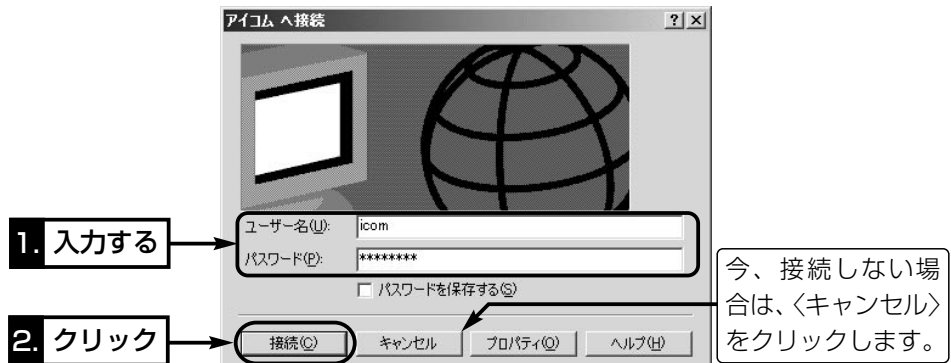 アイコム へ接続
? ×
ユーザー名(U): icom
パスワード(P): ********
パスワードを保存する(S)
接続(C) キャンセル プロパティ(O) ヘルプ(H)
1. 入力する
2. クリック
今、接続しない場
合は、〈キャンセル〉
をクリックします。